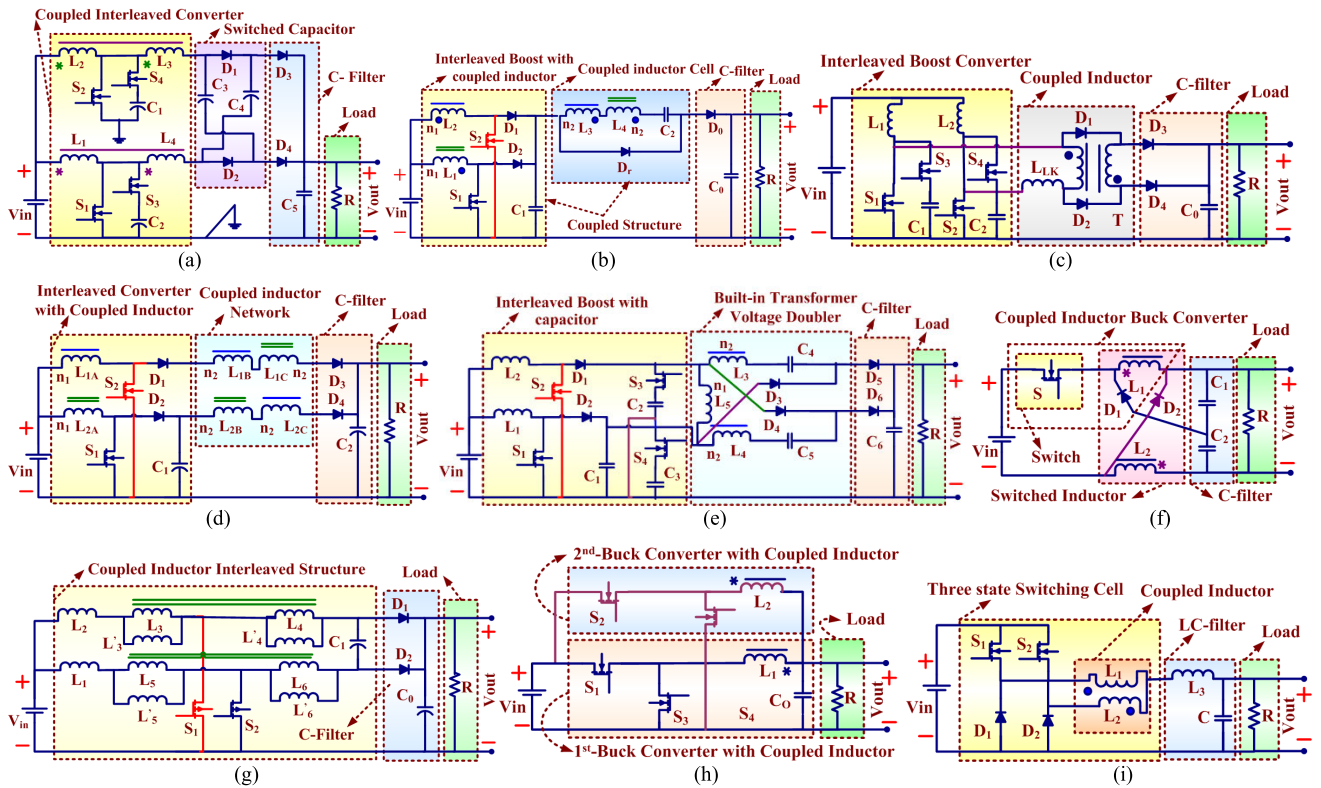 Coupled Interleaved Converter
Switched Capacitor
L2
L3
S4
S2
C1
C3
D1
C4
D3
C- Filter
Load
L1
L4
D2
D4
S1
S3
C2
C5
R
Vin
Vout
+
−
(a)
Interleaved Boost with
coupled inductor
Coupled inductor Cell
C-filter
Load
n1 L2
S2
D1
D2
n2 L3
L4 n2
C2
D0
Dr
n1 L1
S1
C1
C0
R
Vin
Vout
+
−
Coupled Structure
(b)
Interleaved Boost Converter
Coupled Inductor
C-filter
Load
L1
L2
D1
D3
S3
S4
LLK
S1
C1
S2
C2
D2
T
D4
C0
R
Vin
Vout
+
−
(c)
Interleaved Converter
with Coupled Inductor
Coupled inductor
Network
C-filter
Load
n1 L1A
S2
D1
D2
n2 L1B
L1C n2
D3
D4
n1 L2A
n2 L2B
n2 L2C
S1
C1
C2
R
Vin
Vout
+
−
(d)
Interleaved Boost with
capacitor
Built-in Transformer
Voltage Doubler
C-filter
Load
L2
S2
D1
D2
S3
C2
n2
L3
C4
n1
L5
D3
D4
D5
D6
L1
S1
C1
S4
C3
n2 L4
C5
C6
R
Vin
Vout
+
−
(e)
Coupled Inductor Buck Converter
Load
S
*
L1
D1
D2
C1
C2
L2
*
R
Vin
Vout
+
−
Switch
Switched Inductor
C-filter
(f)
Coupled Inductor Interleaved Structure
Load
L2
L3
L'3
L4
L'4
C1
D1
D2
L1
L5
L'5
L6
L'6
S1
S2
C0
R
Vin
Vout
+
−
C-Filter
(g)
2nd-Buck Converter with Coupled Inductor
*
L2
S2
Load
S1
L1
*
S3
S4
CO
R
Vin
Vout
+
−
1st-Buck Converter with Coupled Inductor
(h)
Three state Switching Cell
Coupled Inductor
LC-filter
Load
S1
S2
L1
L2
L3
D1
D2
C
R
Vin
Vout
+
−
(i)